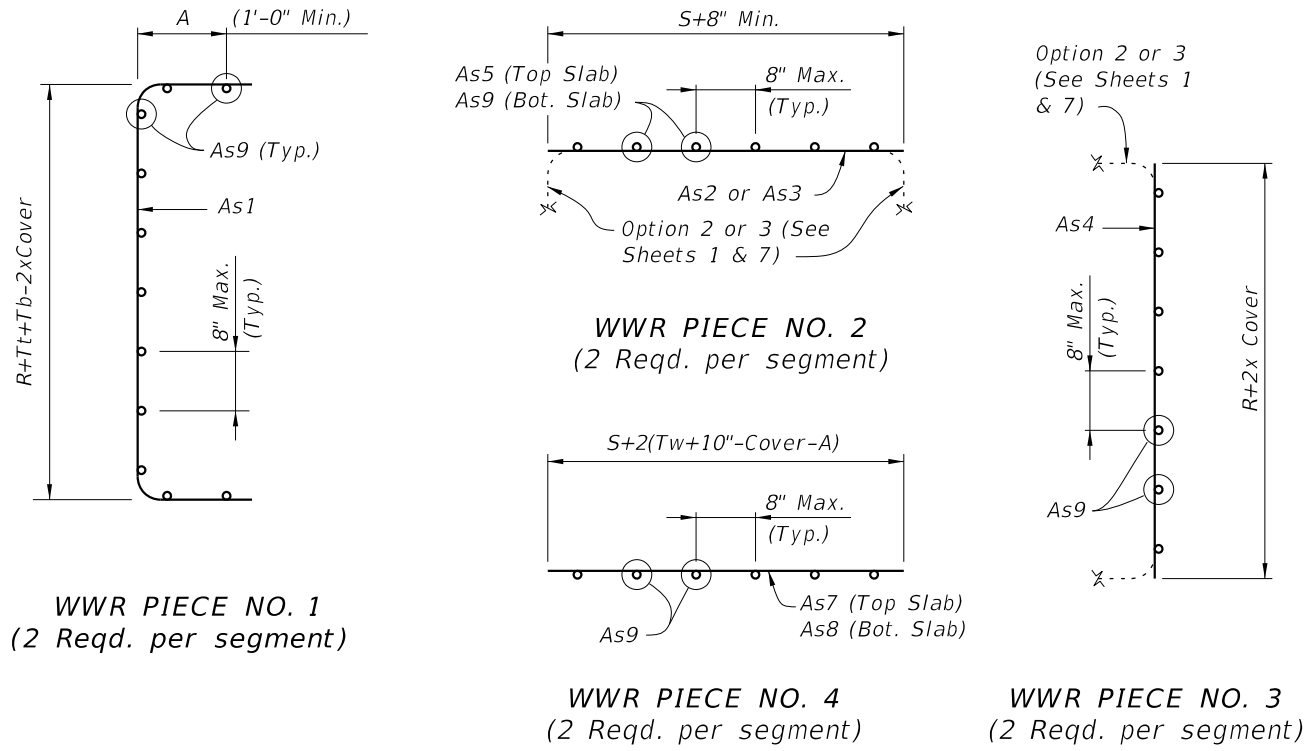 A (1'-0" Min.)
As9 (Typ.)
As1
R+Tt+Tb-2xCover
8" Max.
(Typ.)
WWR PIECE NO. 1
(2 Reqd. per segment)
S+8" Min.
As5 (Top Slab)
As9 (Bot. Slab)
8" Max.
(Typ.)
As2 or As3
Option 2 or 3 (See
Sheets 1 & 7)
WWR PIECE NO. 2
(2 Reqd. per segment)
S+2(Tw+10"-Cover-A)
8" Max.
(Typ.)
As9
As7 (Top Slab)
As8 (Bot. Slab)
WWR PIECE NO. 4
(2 Reqd. per segment)
Option 2 or 3
(See Sheets 1
& 7)
As4
8" Max.
(Typ.)
R+2x Cover
As9
WWR PIECE NO. 3
(2 Reqd. per segment)